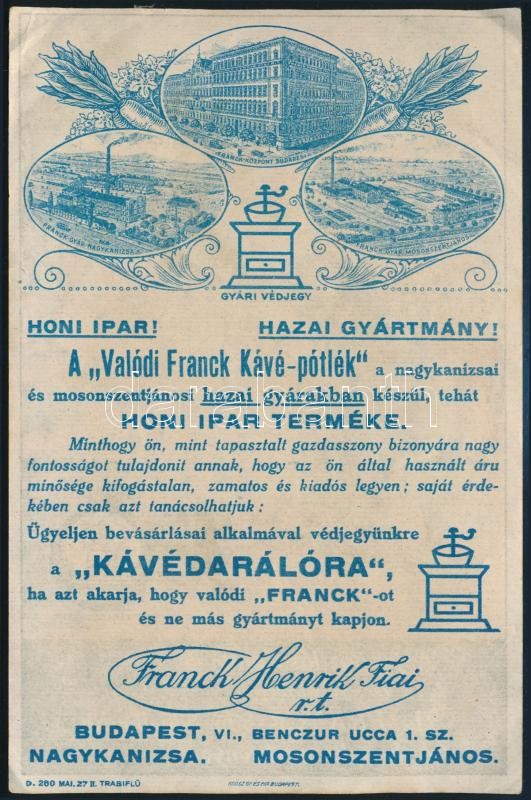 FRANCK-KÖZPONT BUDAPEST
FRANCK-GYÁR NAGYKANIZSA.
FRANCK-GYÁR MOSONSZENTJÁNOS.
GYÁRI VÉDJEGY
HONI IPAR! HAZAI GYÁRTMÁNY!
A „Valódi Franck Kávé-pótlék“ a nagykanizsai
és mosonszentjánosi hazai gyárakban készül, tehát
HONI IPAR TERMÉKE.
Minthogy ön, mint tapasztalt gazdasszony bizonyára nagy
fontosságot tulajdonit annak, hogy az ön által használt áru
minősége kifogástalan, zamatos és kiadós legyen; saját érde-
kében csak azt tanácsolhatjuk:
Ügyeljen bevásárlásai alkalmával védjegyünkre
a „KÁVÉDARÁLÓRA“,
ha azt akarja, hogy valódi „FRANCK“-ot
és ne más gyártmányt kapjon.
Franck Henrik Fiai
r.t.
BUDAPEST, VI., BENCZUR UCCA 1. SZ.
NAGYKANIZSA. MOSONSZENTJÁNOS.
D. 280 MAI. 27 II. TRABIFLÜ
darabanth